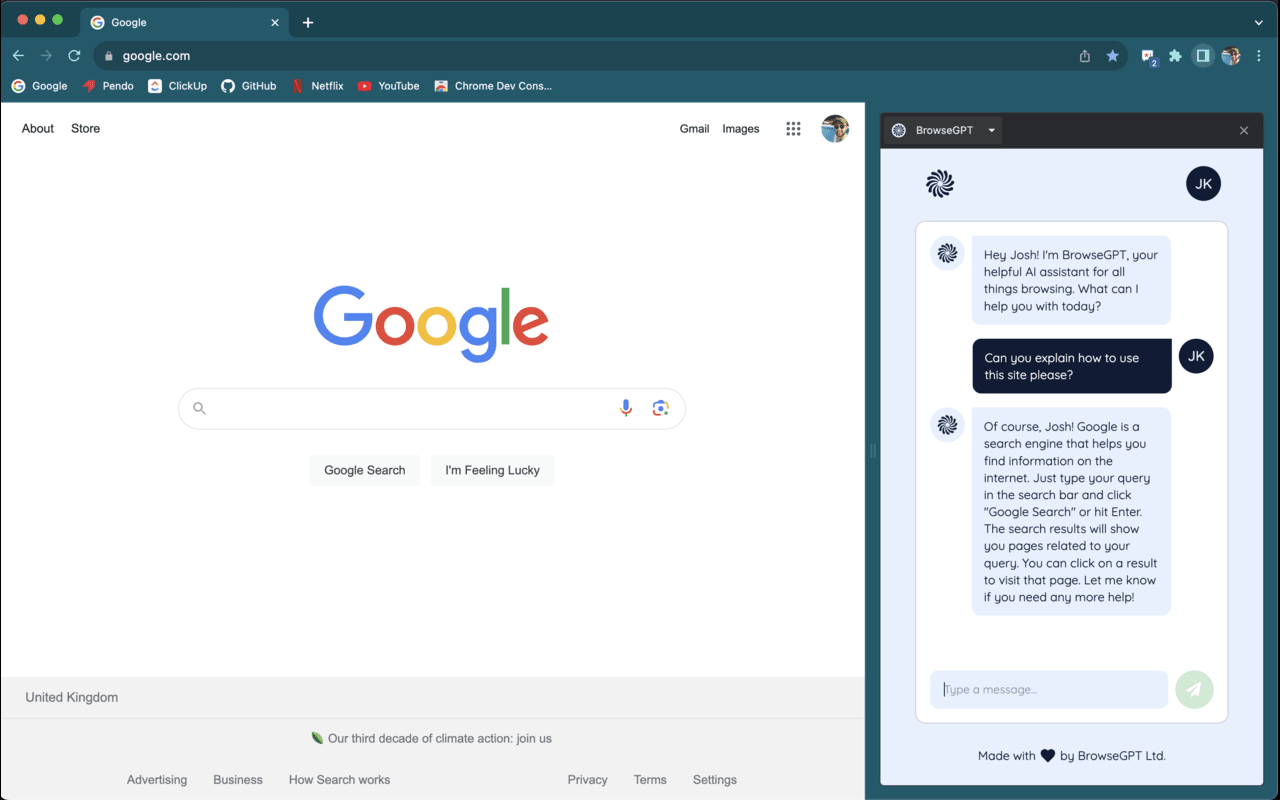 Google
google.com
2
Google Pendo ClickUp GitHub Netflix YouTube Chrome Dev Cons...
About Store
Gmail Images
Google
Google Search I'm Feeling Lucky
United Kingdom
Our third decade of climate action: join us
Advertising Business How Search works
Privacy Terms Settings
BrowseGPT
JK
Hey Josh! I'm BrowseGPT, your
helpful AI assistant for all
things browsing. What can I
help you with today?
Can you explain how to use
this site please?
JK
Of course, Josh! Google is a
search engine that helps you
find information on the
internet. Just type your query
in the search bar and click
"Google Search" or hit Enter.
The search results will show
you pages related to your
query. You can click on a result
to visit that page. Let me know
if you need any more help!
Type a message...
Made with 🖤 by BrowseGPT Ltd.